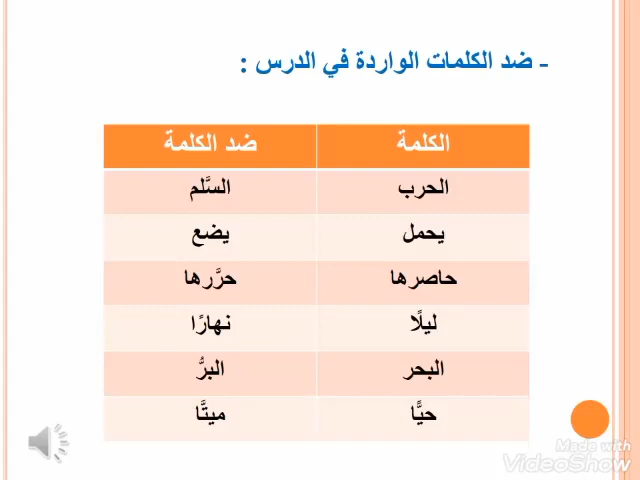 - ضد الكلمات الواردة في الدرس :
الكلمة ضد الكلمة
الحرب السَّلم
يحمل يضع
حاصرها حرَّرها
ليلًا نهارًا
البحر البرُّ
حيًّا ميتَّا
Made with
VideoShow